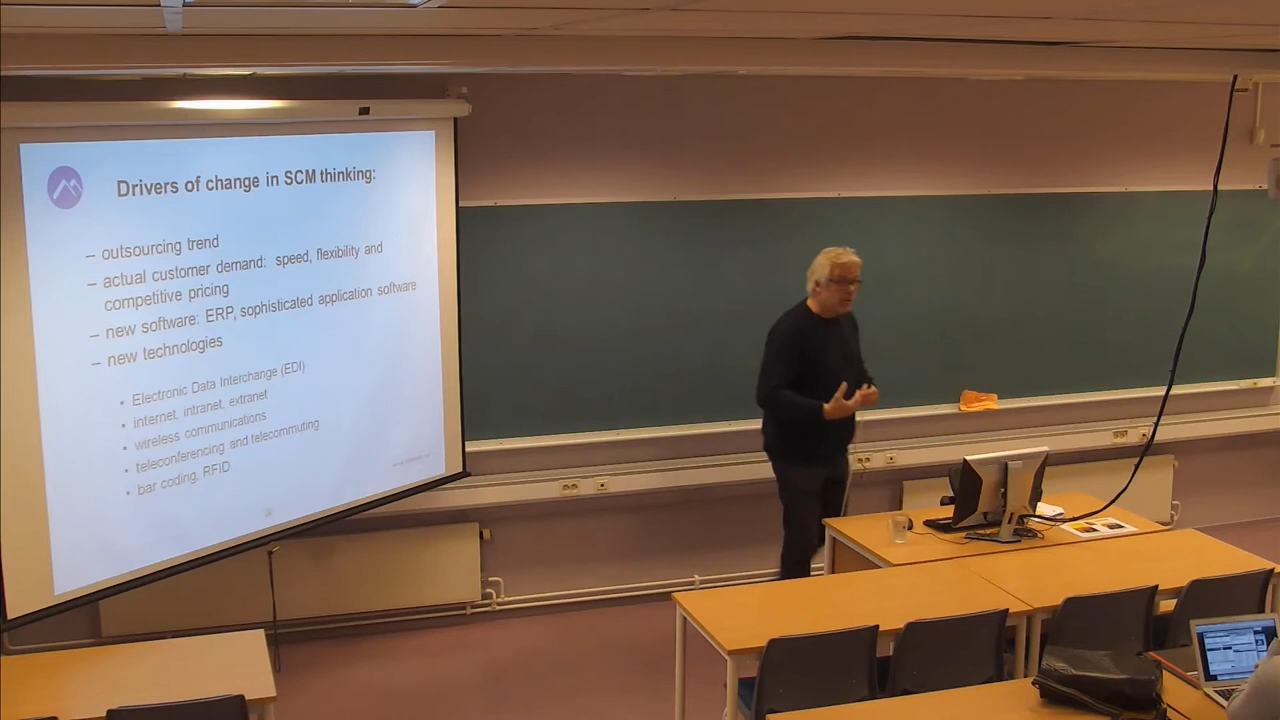 Drivers of change in SCM thinking:
– outsourcing trend
– actual customer demand: speed, flexibility and
competitive pricing
– new software: ERP, sophisticated application software
– new technologies
• Electronic Data Interchange (EDI)
• internet, intranet, extranet
• wireless communications
• teleconferencing and telecommuting
• bar coding, RFID